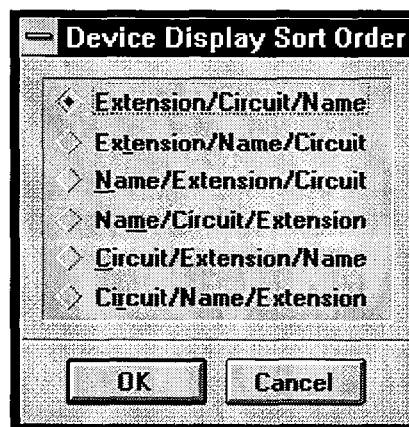 Device Display Sort Order
Extension/Circuit/Name
Extension/Name/Circuit
Name/Extension/Circuit
Name/Circuit/Extension
Circuit/Extension/Name
Circuit/Name/Extension
OK Cancel